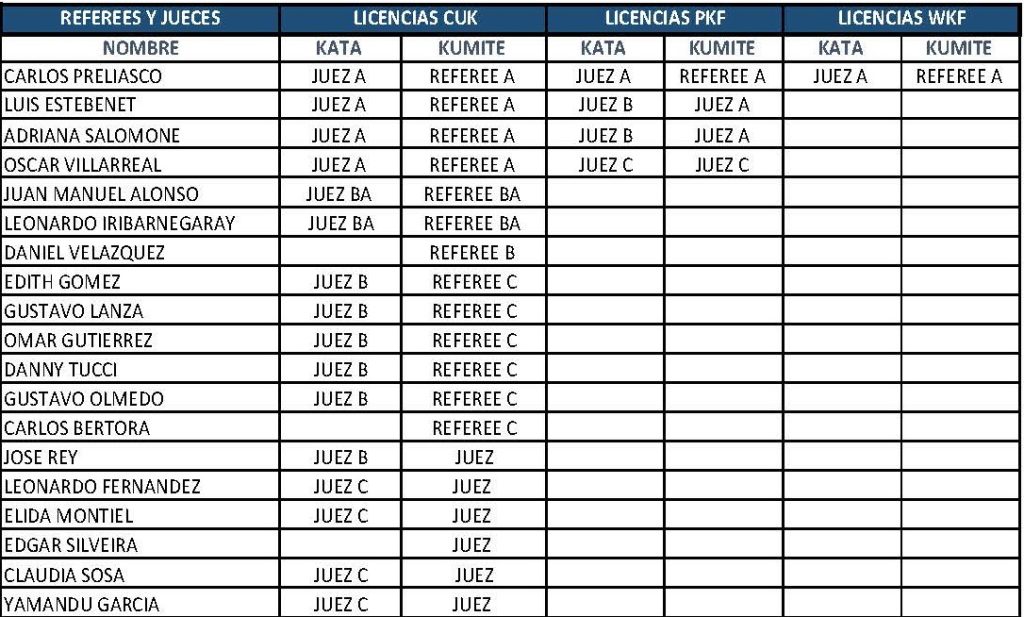 REFEREES Y JUECES LICENCIAS CUK LICENCIAS PKF LICENCIAS WKF
NOMBRE KATA KUMITE KATA KUMITE KATA KUMITE
CARLOS PRELIASCO JUEZ A REFEREE A JUEZ A REFEREE A JUEZ A REFEREE A
LUIS ESTEBENET JUEZ A REFEREE A JUEZ B JUEZ A
ADRIANA SALOMONE JUEZ A REFEREE A JUEZ B JUEZ A
OSCAR VILLARREAL JUEZ A REFEREE A JUEZ C JUEZ C
JUAN MANUEL ALONSO JUEZ BA REFEREE BA
LEONARDO IRIBARNEGARAY JUEZ BA REFEREE BA
DANIEL VELAZQUEZ REFEREE B
EDITH GOMEZ JUEZ B REFEREE C
GUSTAVO LANZA JUEZ B REFEREE C
OMAR GUTIERREZ JUEZ B REFEREE C
DANNY TUCCI JUEZ B REFEREE C
GUSTAVO OLMEDO JUEZ B REFEREE C
CARLOS BERTORA REFEREE C
JOSE REY JUEZ B JUEZ
LEONARDO FERNANDEZ JUEZ C JUEZ
ELIDA MONTIEL JUEZ C JUEZ
EDGAR SILVEIRA JUEZ
CLAUDIA SOSA JUEZ C JUEZ
YAMANDU GARCIA JUEZ C JUEZ